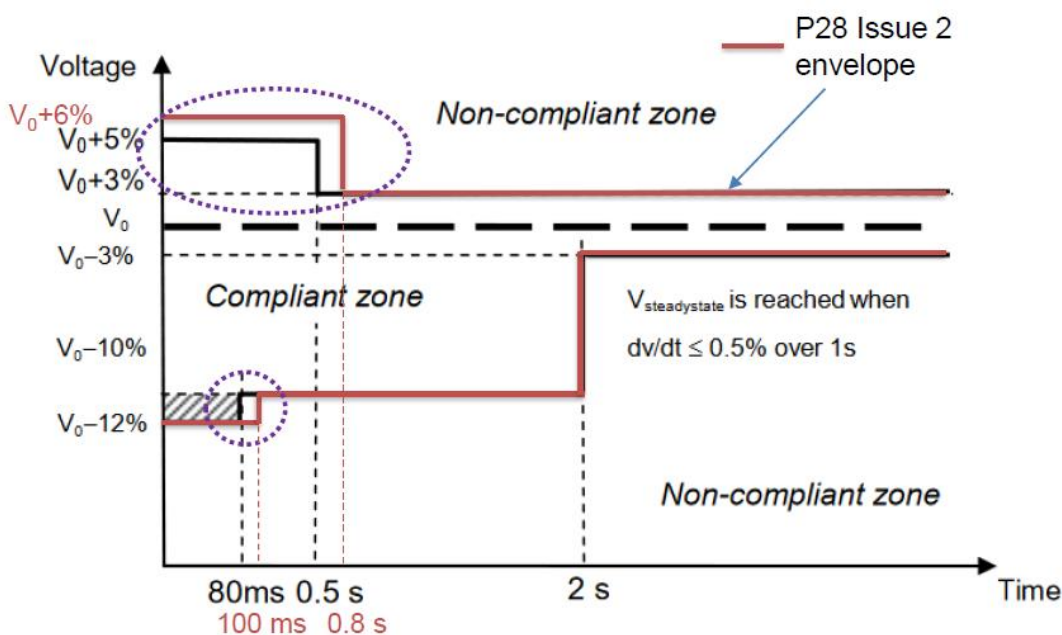 P28 Issue 2
envelope
Voltage
V₀+6%
Non-compliant zone
V₀+5%
V₀+3%
V₀
V₀–3%
Compliant zone
Vsteadystate is reached when
dv/dt ≤ 0.5% over 1s
V₀–10%
V₀–12%
Non-compliant zone
80ms 0.5 s 2 s Time
100 ms 0.8 s